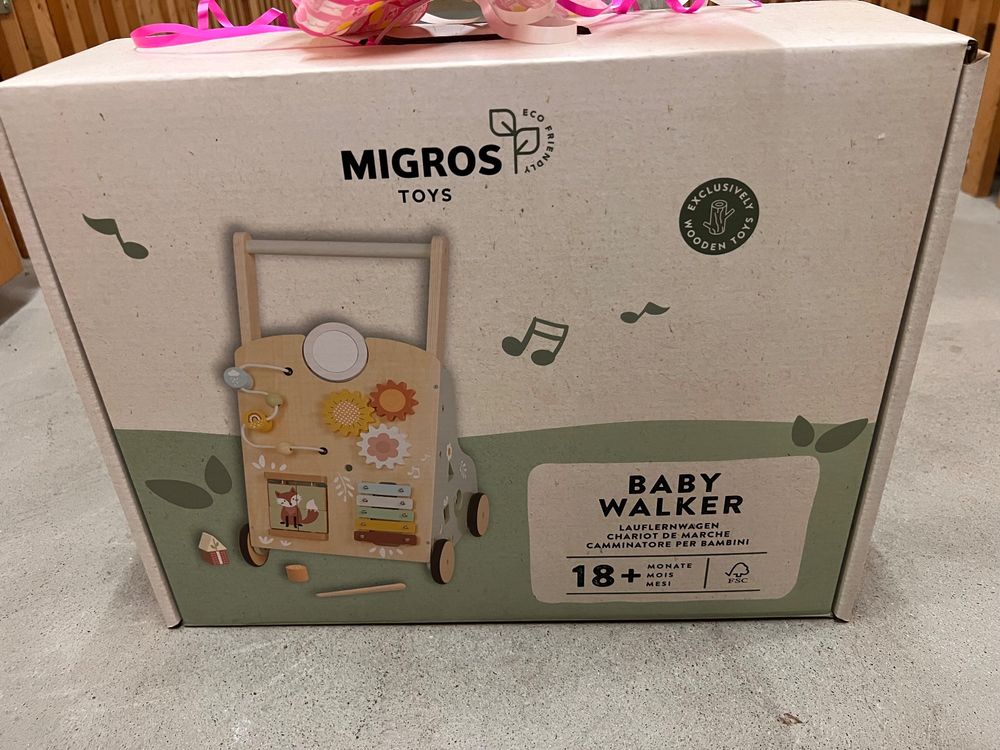 MIGROS
TOYS
ECO FRIENDLY
EXCLUSIVELY
WOODEN TOYS
BABY
WALKER
LAUFLERNWAGEN
CHARIOT DE MARCHE
CAMMINATORE PER BAMBINI
18+ MONATE
MOIS
MESI
FSC